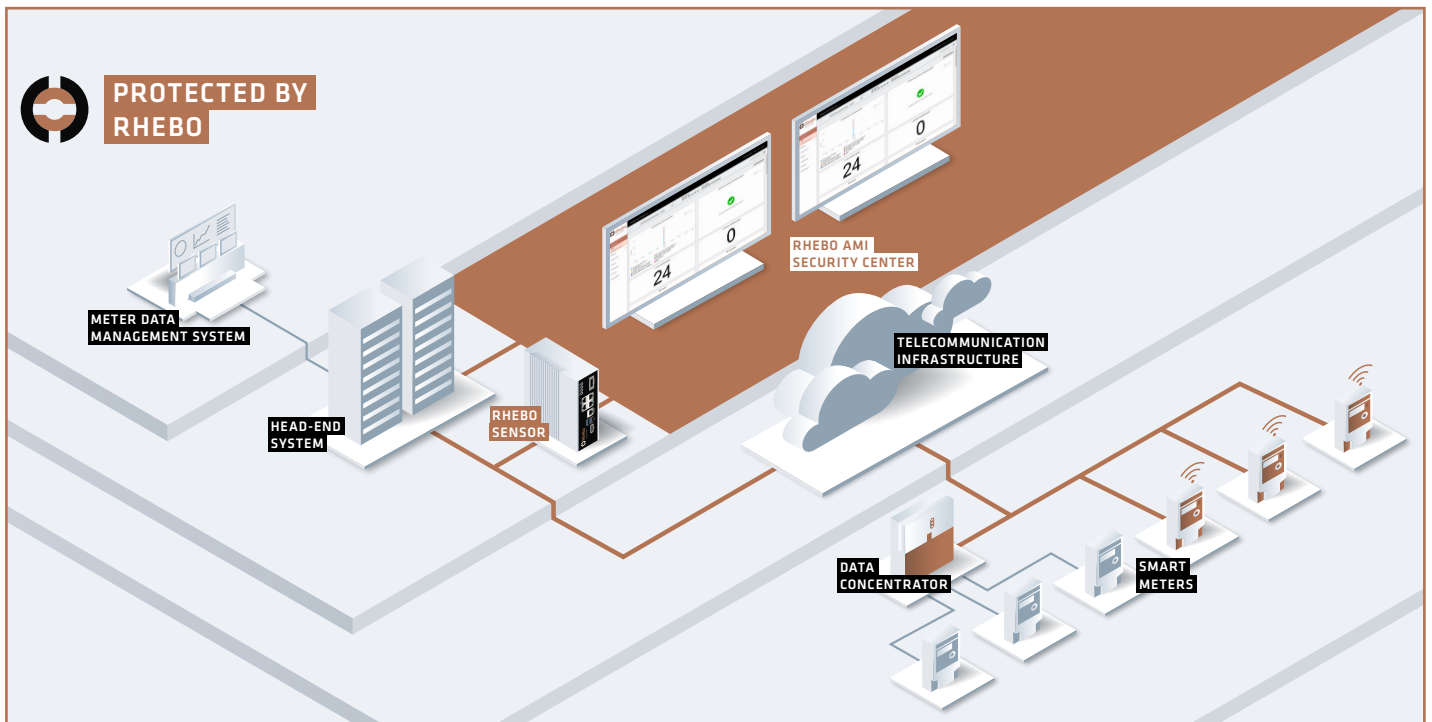 PROTECTED BY
RHEBO
24
0
24
0
RHEBO AMI
SECURITY CENTER
METER DATA
MANAGEMENT SYSTEM
TELECOMMUNICATION
INFRASTRUCTURE
HEAD-END
SYSTEM
RHEBO
SENSOR
DATA
CONCENTRATOR
SMART
METERS